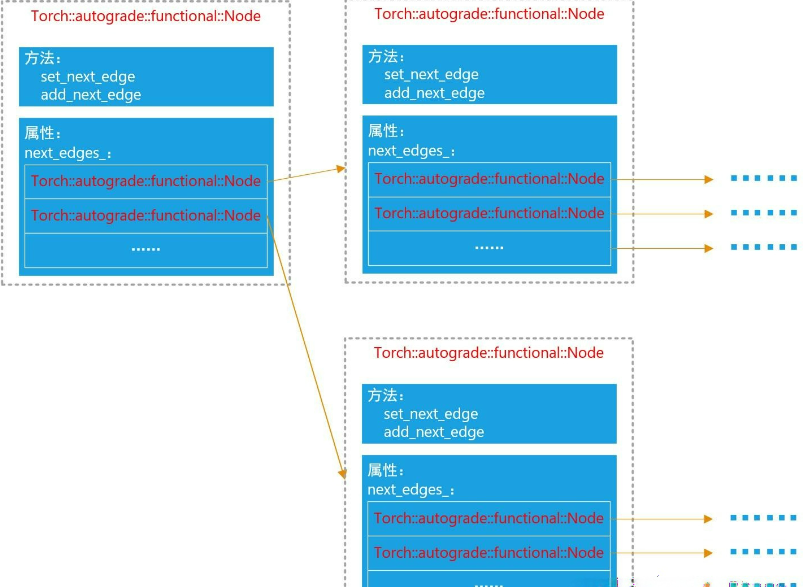 Torch::autograde::functional::Node
方法：
set_next_edge
add_next_edge
属性：
next_edges_：
Torch::autograde::functional::Node
Torch::autograde::functional::Node
······
Torch::autograde::functional::Node
方法：
set_next_edge
add_next_edge
属性：
next_edges_：
Torch::autograde::functional::Node
Torch::autograde::functional::Node
······
Torch::autograde::functional::Node
方法：
set_next_edge
add_next_edge
属性：
next_edges_：
Torch::autograde::functional::Node
Torch::autograde::functional::Node
······